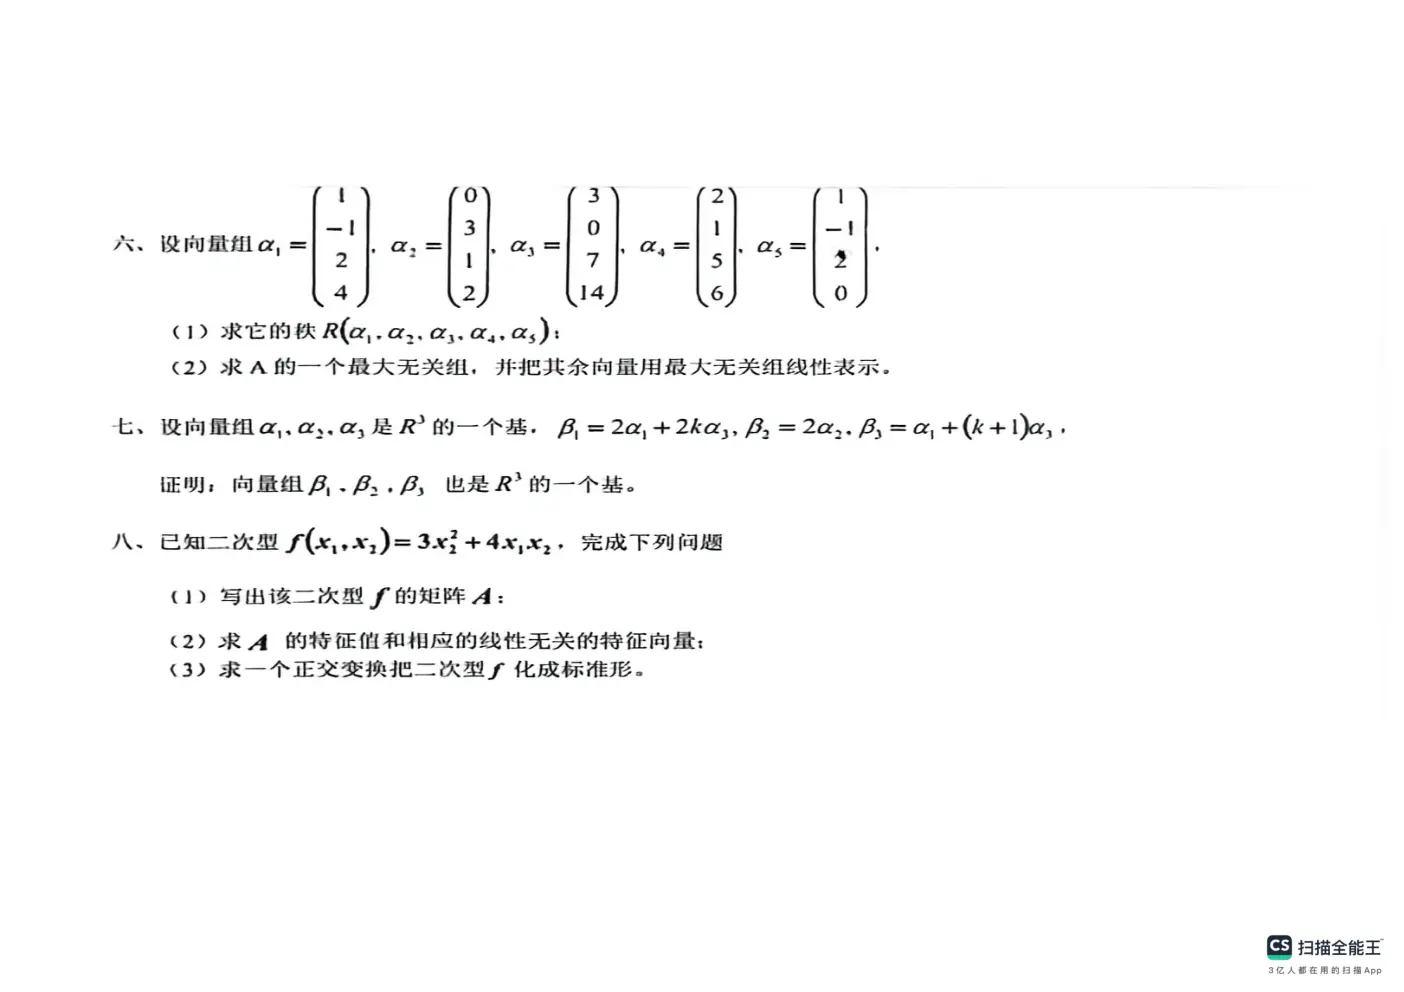 六、设向量组 α₁ = (1, −1, 2, 4), α₂ = (0, 3, 1, 2), α₃ = (3, 0, 7, 14), α₄ = (2, 1, 5, 6), α₅ = (1, −1, 2, 0),
（1）求它的秩 R(α₁, α₂, α₃, α₄, α₅)；
（2）求 A 的一个最大无关组，并把其余向量用最大无关组线性表示。
七、设向量组 α₁, α₂, α₃ 是 R³ 的一个基，β₁ = 2α₁ + 2kα₃, β₂ = 2α₂, β₃ = α₁ + (k + 1)α₃，
证明：向量组 β₁、β₂，β₃ 也是 R³ 的一个基。
八、已知二次型 f(x₁, x₂) = 3x₂² + 4x₁x₂，完成下列问题
（1）写出该二次型 f 的矩阵 A；
（2）求 A 的特征值和相应的线性无关的特征向量；
（3）求一个正交变换把二次型 f 化成标准形。
CS 扫描全能王
3亿人都在用的扫描App